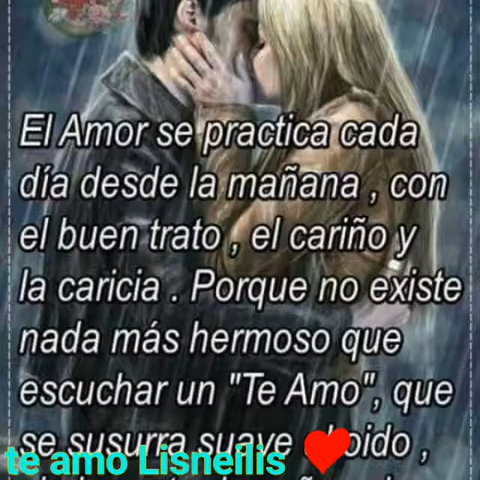 El Amor se practica cada
día desde la mañana , con
el buen trato , el cariño y
la caricia . Porque no existe
nada más hermoso que
escuchar un "Te Amo", que
se susurra suave oido ,
te amo Lisneilis ❤